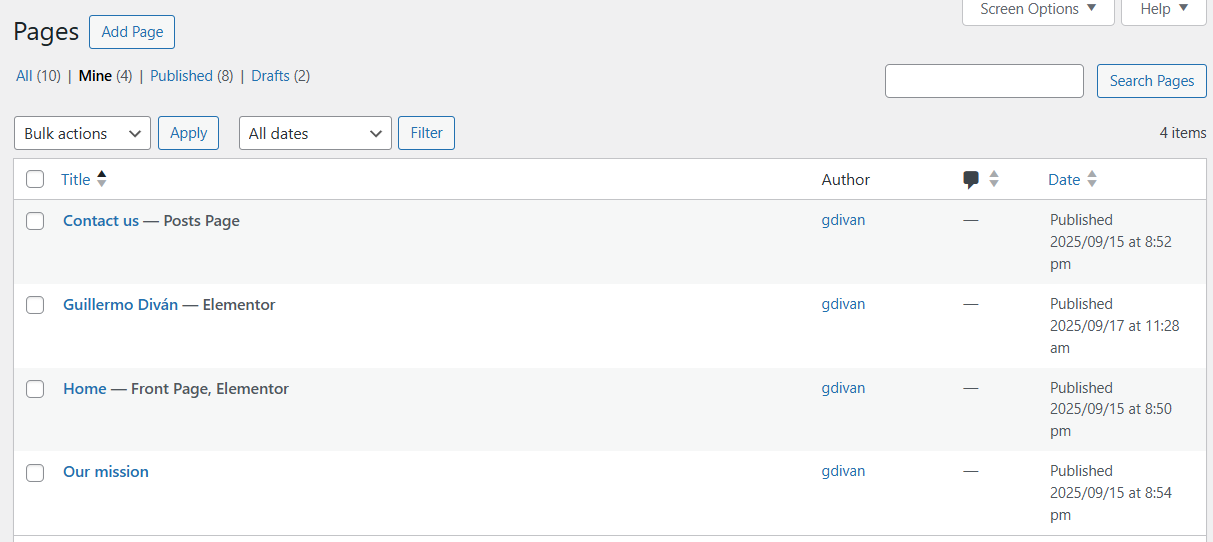 Screen Options
Help
Pages
Add Page
All (10) | Mine (4) | Published (8) | Drafts (2)
Search Pages
Bulk actions
Apply
All dates
Filter
4 items
Title
Author
Date
Contact us — Posts Page
gdivan
—
Published
2025/09/15 at 8:52
pm
Guillermo Diván — Elementor
gdivan
—
Published
2025/09/17 at 11:28
am
Home — Front Page, Elementor
gdivan
—
Published
2025/09/15 at 8:50
pm
Our mission
gdivan
—
Published
2025/09/15 at 8:54
pm